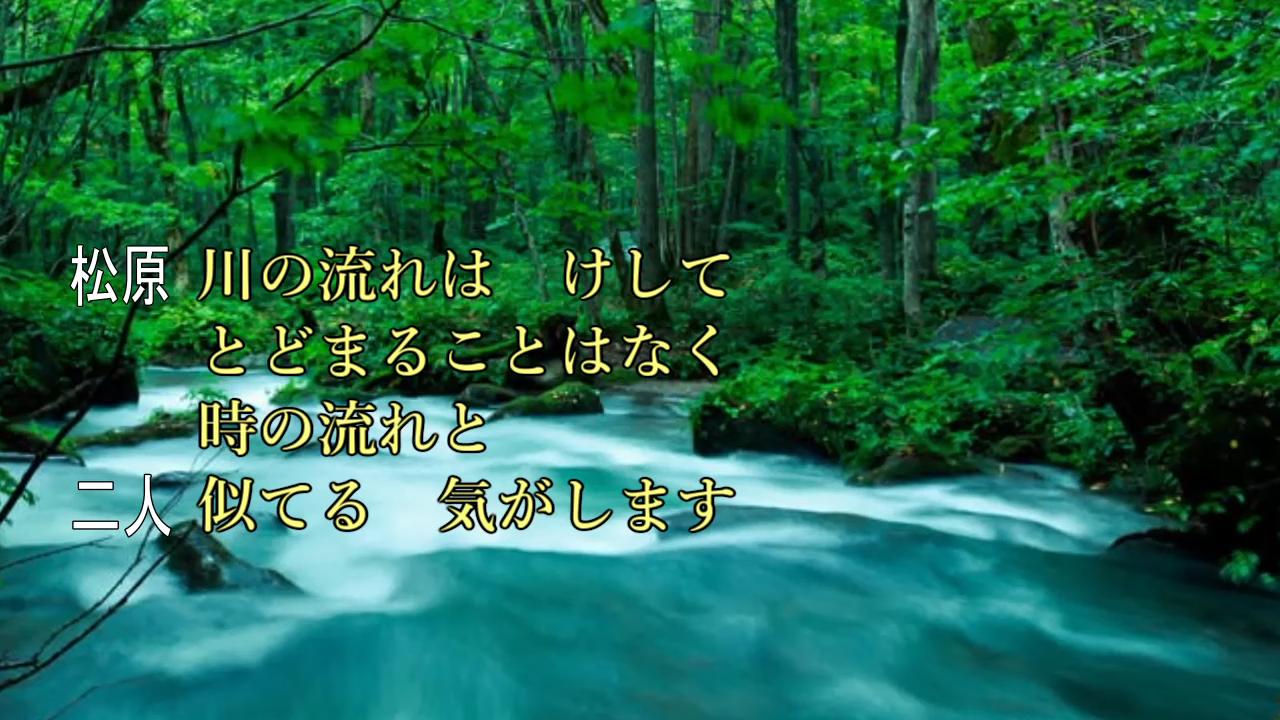 松原 川の流れは　けして
とどまることはなく
時の流れと
二人 似てる　気がします